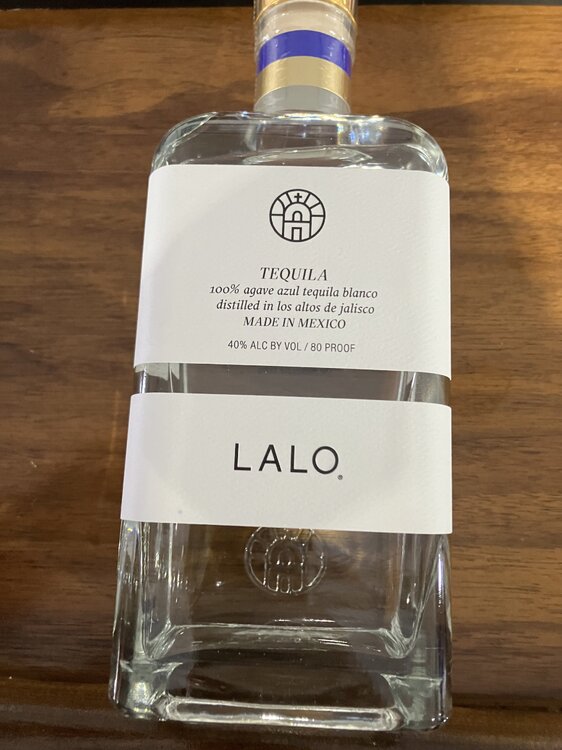 TEQUILA
100% agave azul tequila blanco
distilled in los altos de jalisco
MADE IN MEXICO
40% ALC BY VOL / 80 PROOF
LALO®